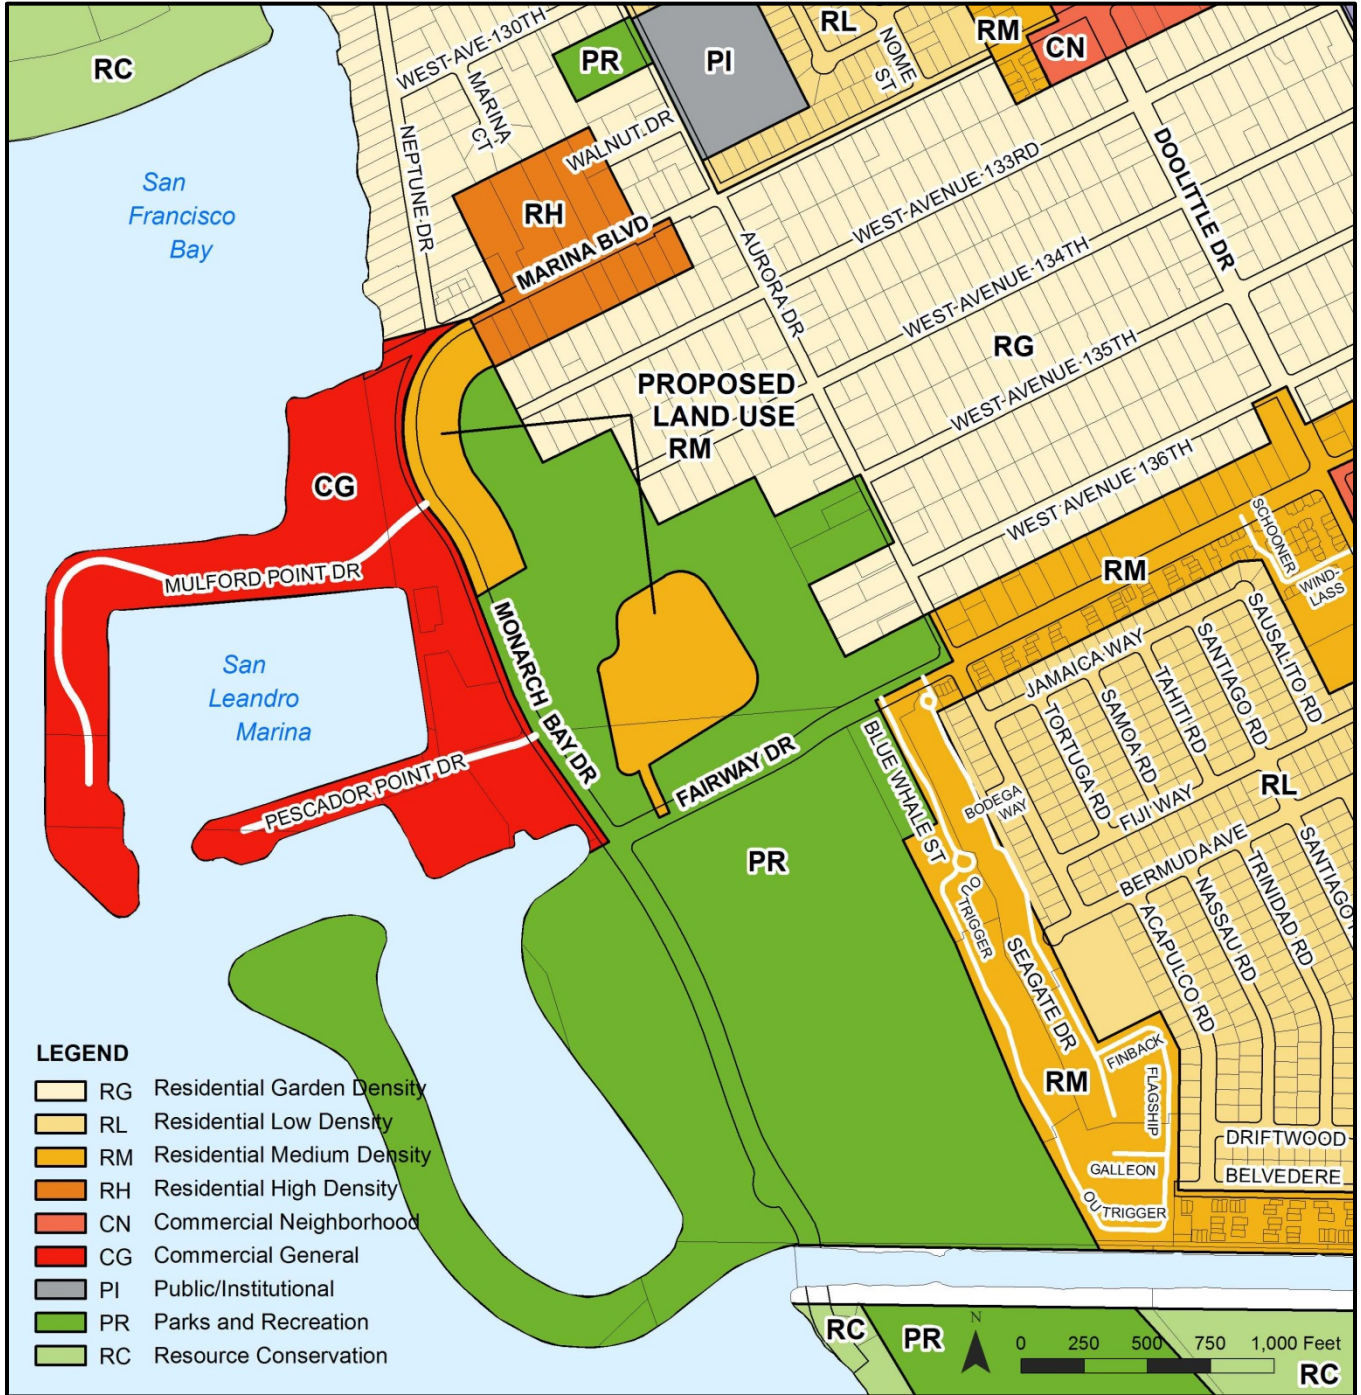 RC
WEST-AVE-130TH
PR
PI
RL
NOME
ST
RM
CN
MARINA
CT
NEPTUNE-DR
WALNUT-DR
DOOLITTLE DR
San
Francisco
Bay
RH
MARINA BLVD
WEST-AVENUE-133RD
AURORA DR
WEST-AVENUE-134TH
RG
WEST-AVENUE-135TH
PROPOSED
LAND USE
RM
CG
WEST AVENUE-136TH
SCHOONER
WIND-
LASS
RM
MULFORD POINT DR
MONARCH BAY DR
JAMAICA WAY
SAUSALITO RD
SANTIAGO RD
TAHITI RD
SAMOA RD
TORTUGA RD
San
Leandro
Marina
PESCADOR POINT DR
FAIRWAY DR
BLUE WHALE ST
BODEGA
WAY
FIJI WAY
RL
BERMUDA AVE
PR
OUTRIGGER
SEAGATE DR
ACAPULCO RD
NASSAU RD
TRINIDAD RD
SANTIAGO
FINBACK
FLAGSHIP
RM
GALLEON
OUTRIGGER
DRIFTWOOD
BELVEDERE
LEGEND
RG Residential Garden Density
RL Residential Low Density
RM Residential Medium Density
RH Residential High Density
CN Commercial Neighborhood
CG Commercial General
PI Public/Institutional
PR Parks and Recreation
RC Resource Conservation
RC
PR
N
0 250 500 750 1,000 Feet
RC